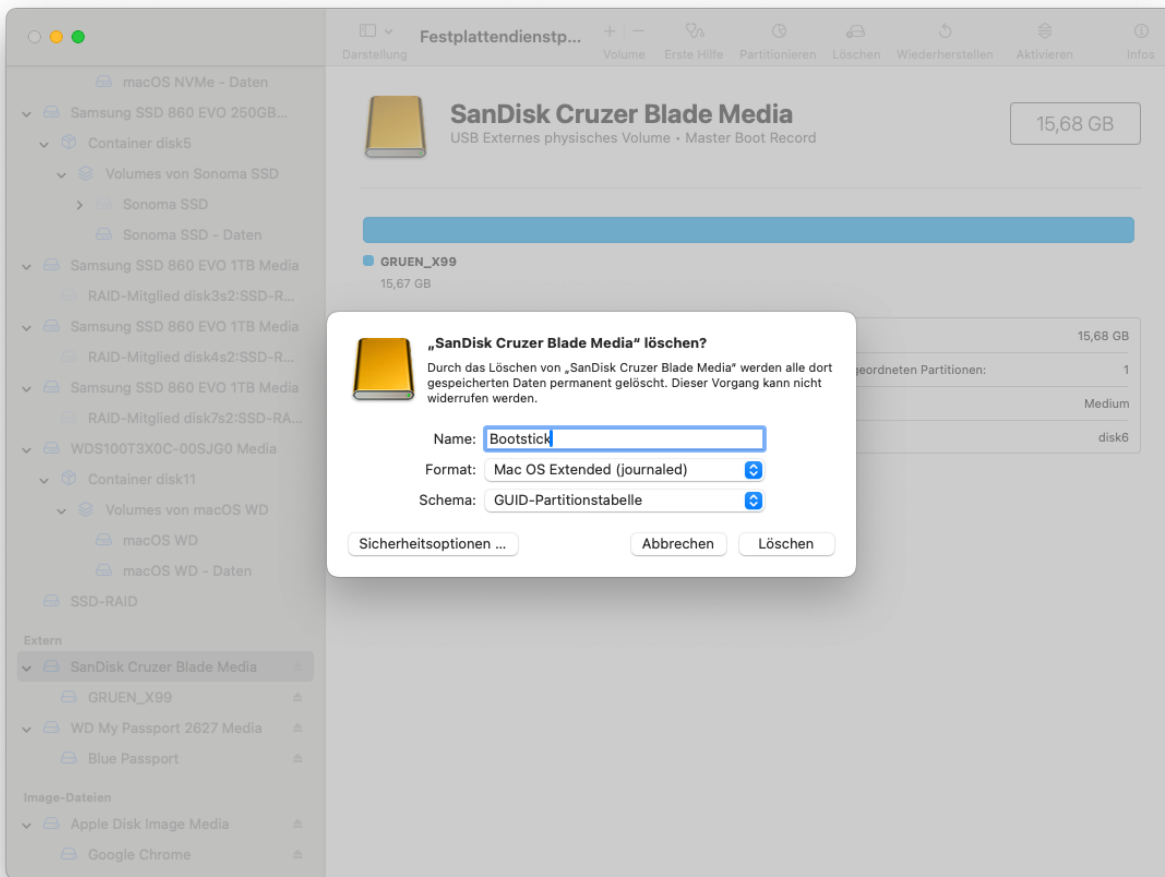 Festplattendienstp...
Darstellung
Volume
Erste Hilfe
Partitionieren
Löschen
Wiederherstellen
Aktivieren
Infos
macOS NVMe - Daten
Samsung SSD 860 EVO 250GB...
Container disk5
Volumes von Sonoma SSD
Sonoma SSD
Sonoma SSD - Daten
Samsung SSD 860 EVO 1TB Media
RAID-Mitglied disk3s2:SSD-R...
Samsung SSD 860 EVO 1TB Media
RAID-Mitglied disk4s2:SSD-R...
Samsung SSD 860 EVO 1TB Media
RAID-Mitglied disk7s2:SSD-RA...
WDS100T3X0C-00SJG0 Media
Container disk11
Volumes von macOS WD
macOS WD
macOS WD - Daten
SSD-RAID
Extern
SanDisk Cruzer Blade Media
GRUEN_X99
WD My Passport 2627 Media
Blue Passport
Image-Dateien
Apple Disk Image Media
Google Chrome
SanDisk Cruzer Blade Media
USB Externes physisches Volume • Master Boot Record
15,68 GB
GRUEN_X99
15,67 GB
15,68 GB
geordneten Partitionen:
1
Medium
disk6
„SanDisk Cruzer Blade Media“ löschen?
Durch das Löschen von „SanDisk Cruzer Blade Media“ werden alle dort
gespeicherten Daten permanent gelöscht. Dieser Vorgang kann nicht
widerrufen werden.
Name: Bootstick
Format: Mac OS Extended (journaled)
Schema: GUID-Partitionstabelle
Sicherheitsoptionen ...
Abbrechen
Löschen